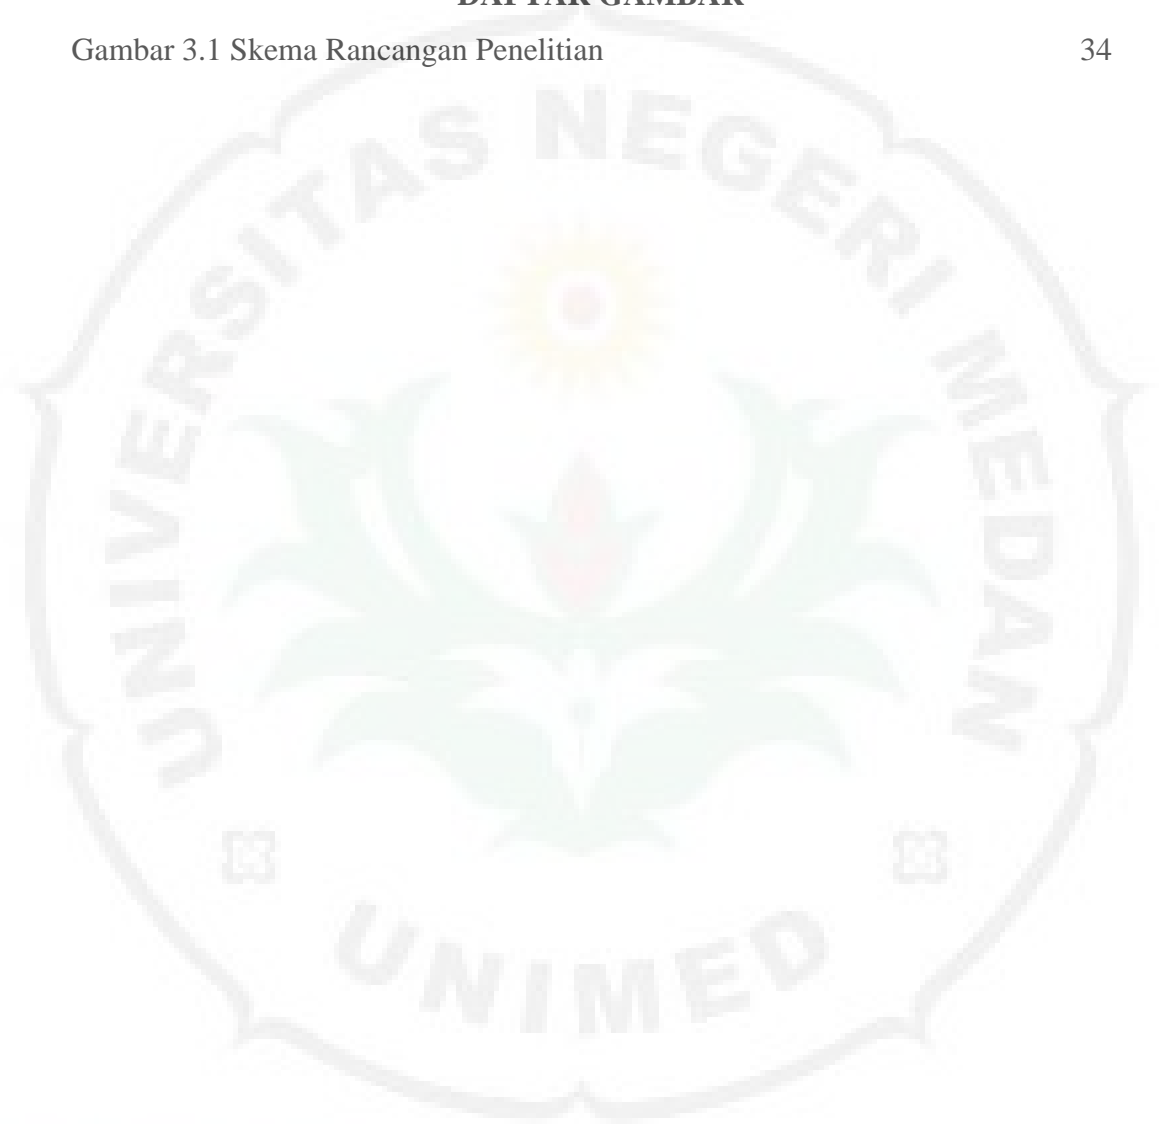 DAFTAR GAMBAR
Gambar 3.1 Skema Rancangan Penelitian 34
UNIVERSITAS NEGERI MEDAN
UNIMED